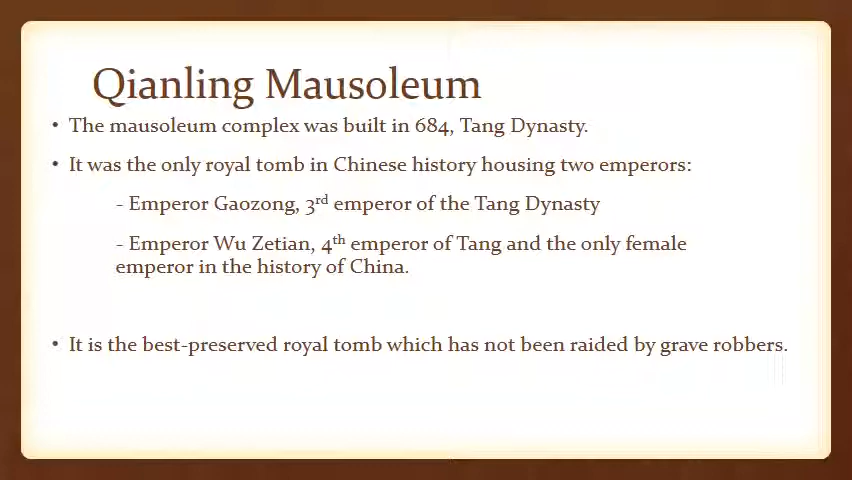 Qianling Mausoleum
• The mausoleum complex was built in 684, Tang Dynasty.
• It was the only royal tomb in Chinese history housing two emperors:
- Emperor Gaozong, 3rd emperor of the Tang Dynasty
- Emperor Wu Zetian, 4th emperor of Tang and the only female
emperor in the history of China.
• It is the best-preserved royal tomb which has not been raided by grave robbers.